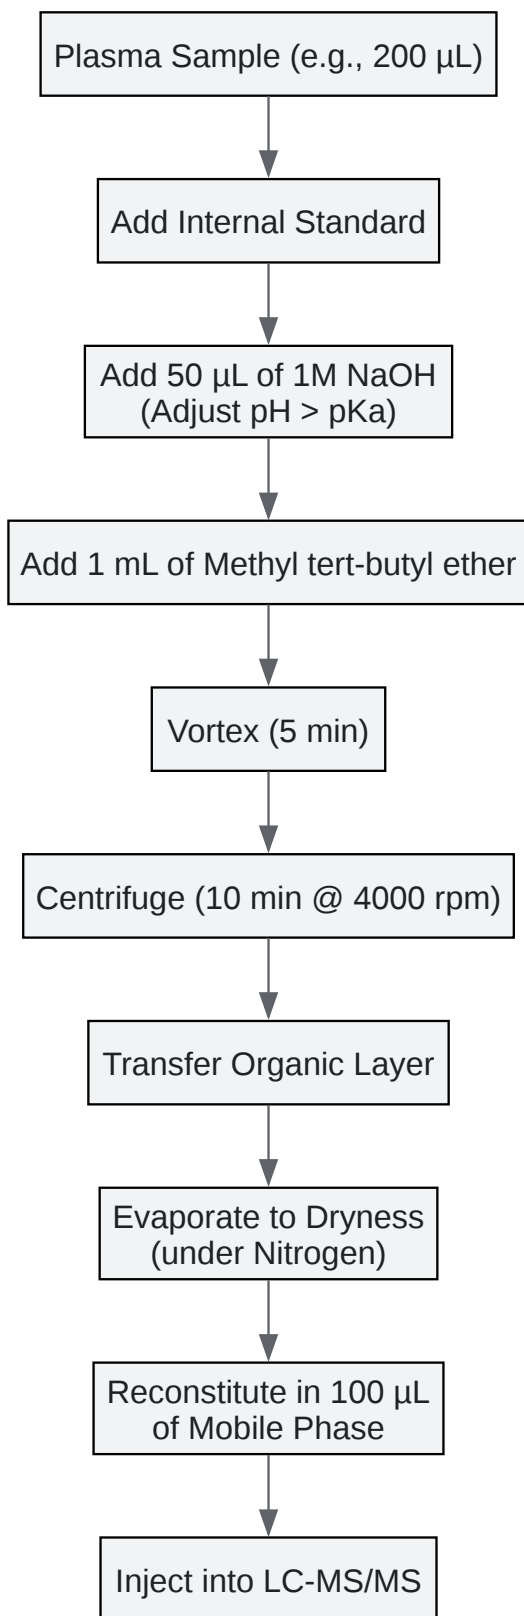 Plasma Sample (e.g., 200 µL)
Add Internal Standard
Add 50 µL of 1M NaOH
(Adjust pH > pKa)
Add 1 mL of Methyl tert-butyl ether
Vortex (5 min)
Centrifuge (10 min @ 4000 rpm)
Transfer Organic Layer
Evaporate to Dryness
(under Nitrogen)
Reconstitute in 100 µL
of Mobile Phase
Inject into LC-MS/MS